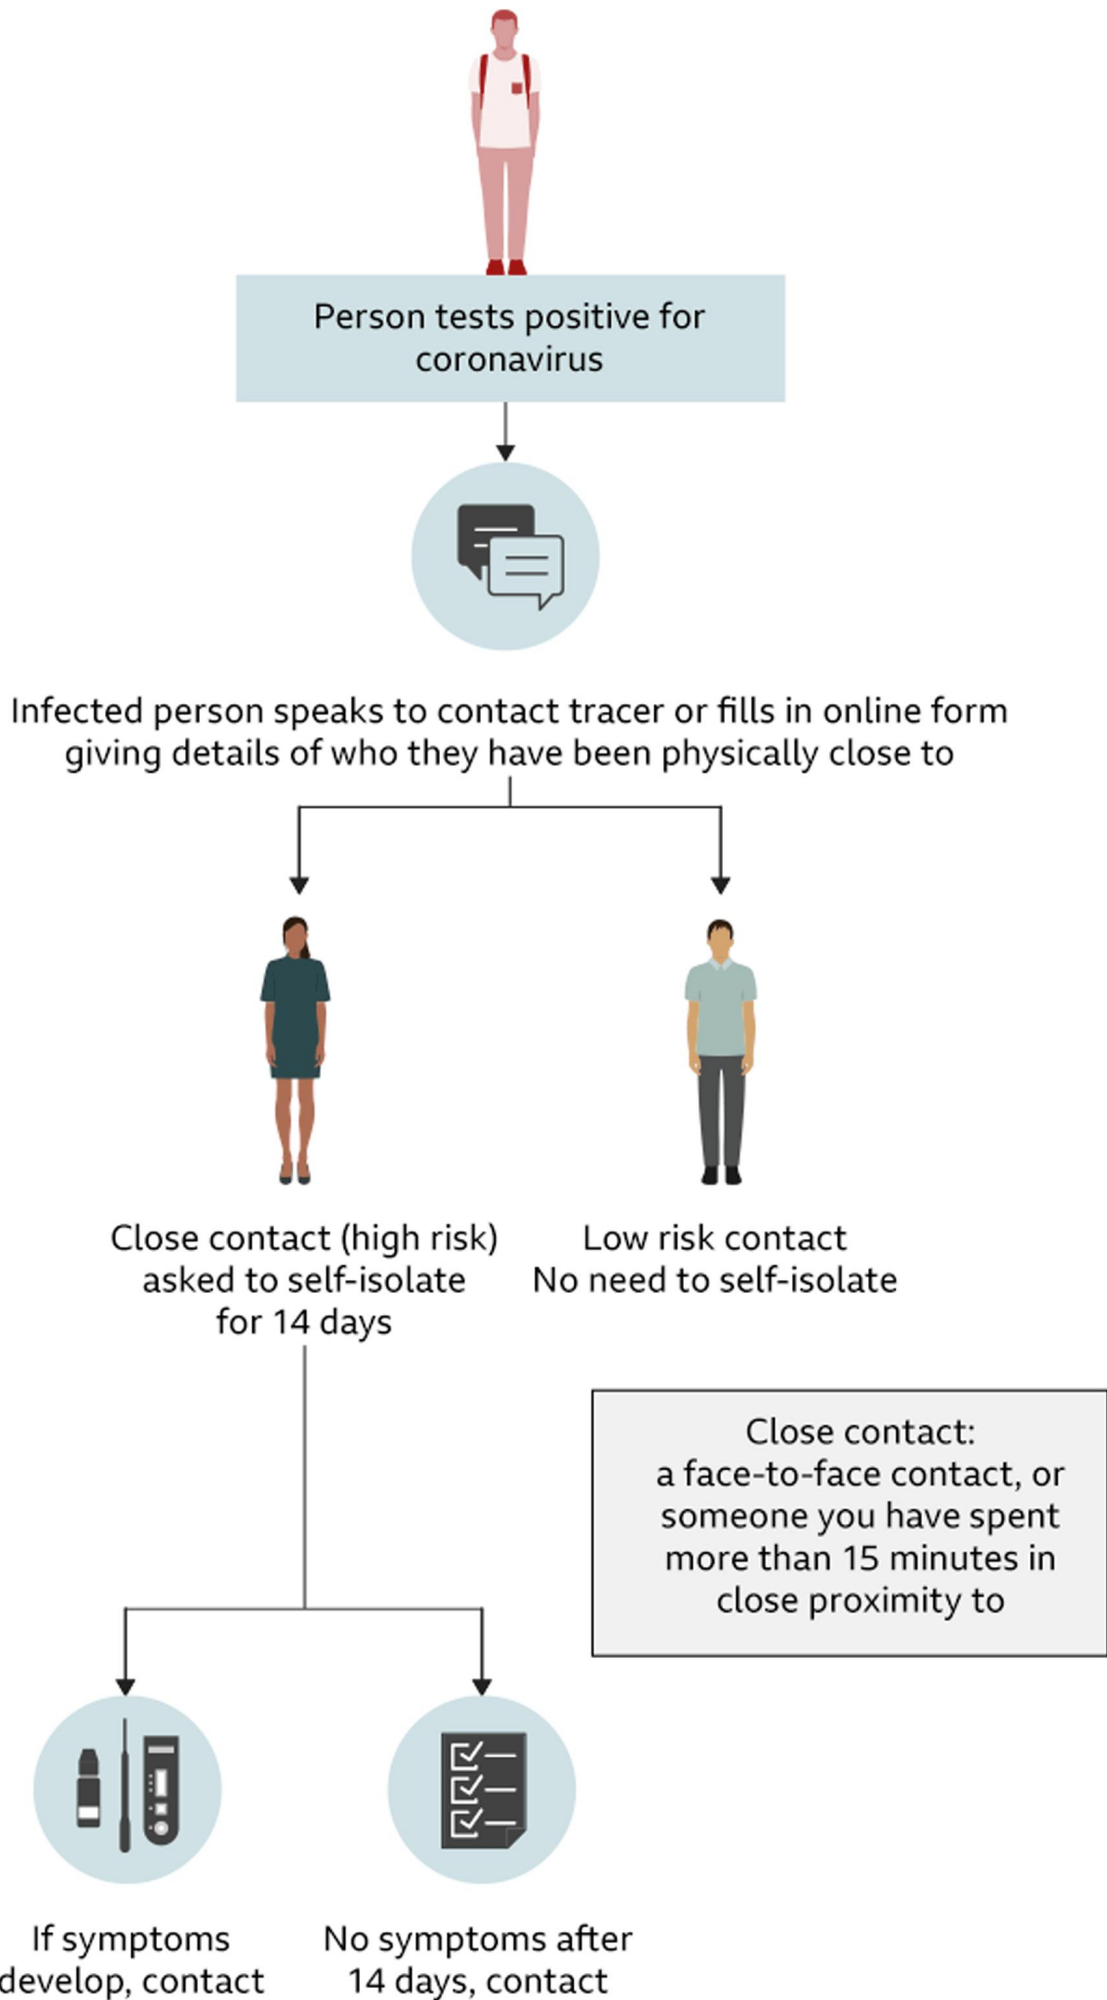 Person tests positive for
coronavirus
Infected person speaks to contact tracer or fills in online form
giving details of who they have been physically close to
Close contact (high risk)
asked to self-isolate
for 14 days
Low risk contact
No need to self-isolate
Close contact:
a face-to-face contact, or
someone you have spent
more than 15 minutes in
close proximity to
If symptoms
develop, contact
No symptoms after
14 days, contact